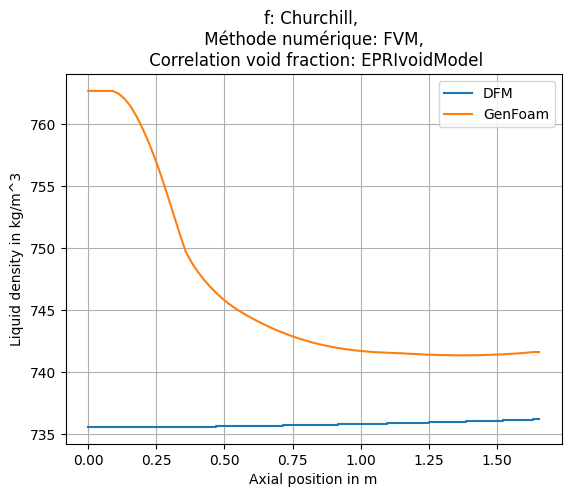 f: Churchill,
Méthode numérique: FVM,
Correlation void fraction: EPRIvoidModel
DFM
GenFoam
Liquid density in kg/m^3
760
755
750
745
740
735
0.00 0.25 0.50 0.75 1.00 1.25 1.50
Axial position in m